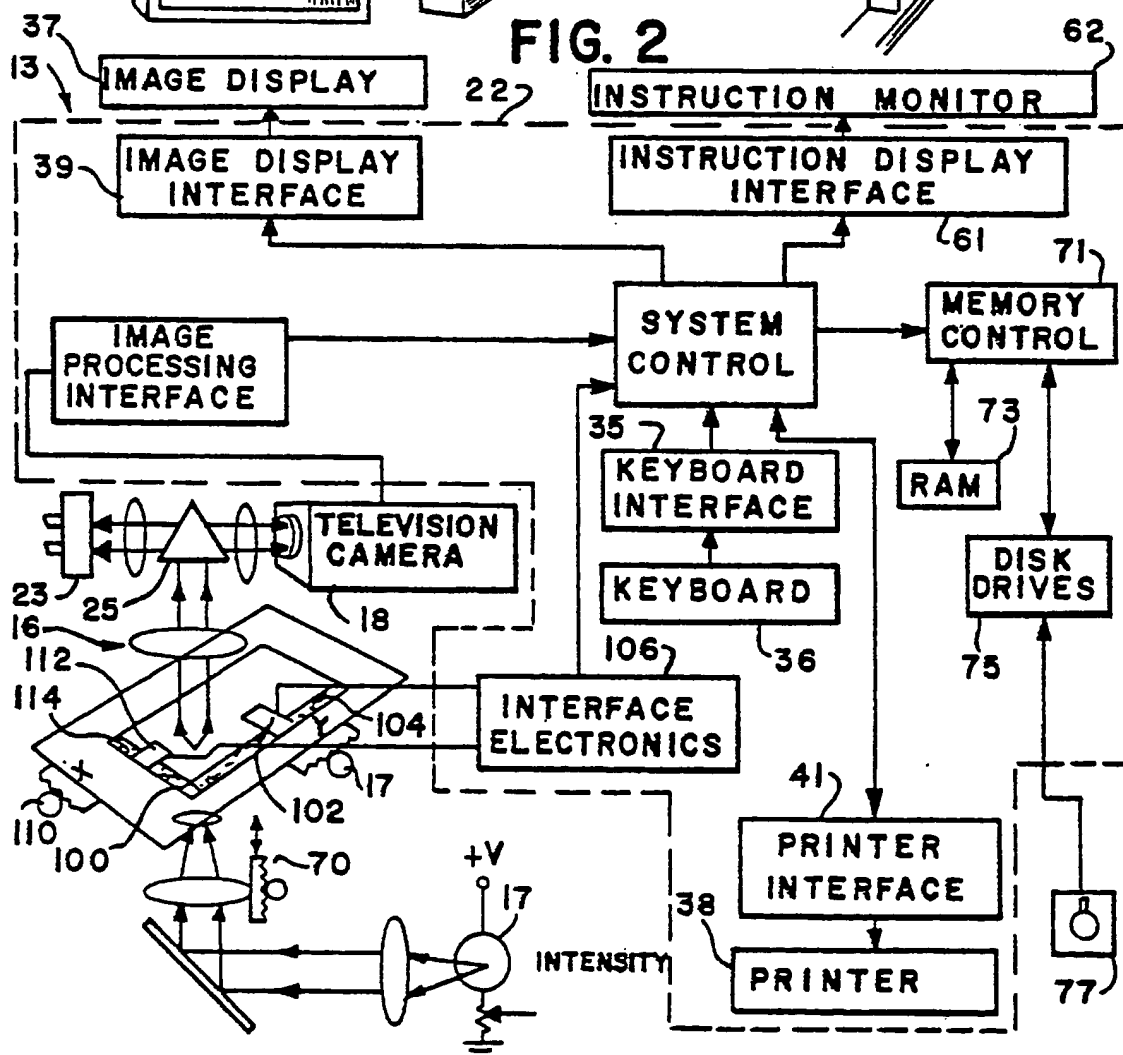 FIG. 2
37
13
IMAGE DISPLAY
22
62
INSTRUCTION MONITOR
39
IMAGE DISPLAY
INTERFACE
INSTRUCTION DISPLAY
INTERFACE
61
71
IMAGE
PROCESSING
INTERFACE
SYSTEM
CONTROL
MEMORY
CONTROL
35
73
KEYBOARD
INTERFACE
RAM
TELEVISION
CAMERA
23
25
18
KEYBOARD
36
DISK
DRIVES
75
16
112
114
106
104
INTERFACE
ELECTRONICS
X
Y
17
102
110
100
41
70
+V
PRINTER
INTERFACE
17
38
INTENSITY
PRINTER
77